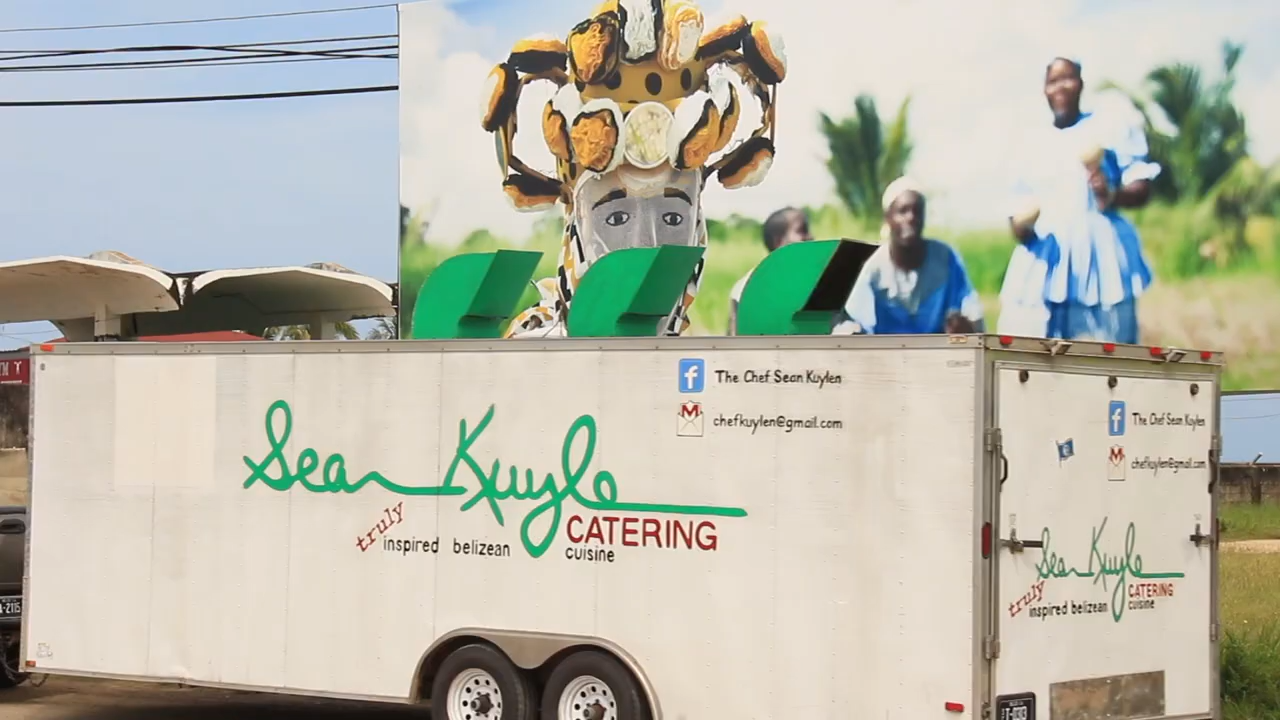 The Chef Sean Kuylen
chefkuylen@gmail.com
Sean Kuyle
truly
CATERING
inspired belizean cuisine
The Chef Sean Kuylen
chefkuylen@gmail.com
Sean Kuyle
truly
CATERING
inspired belizean cuisine